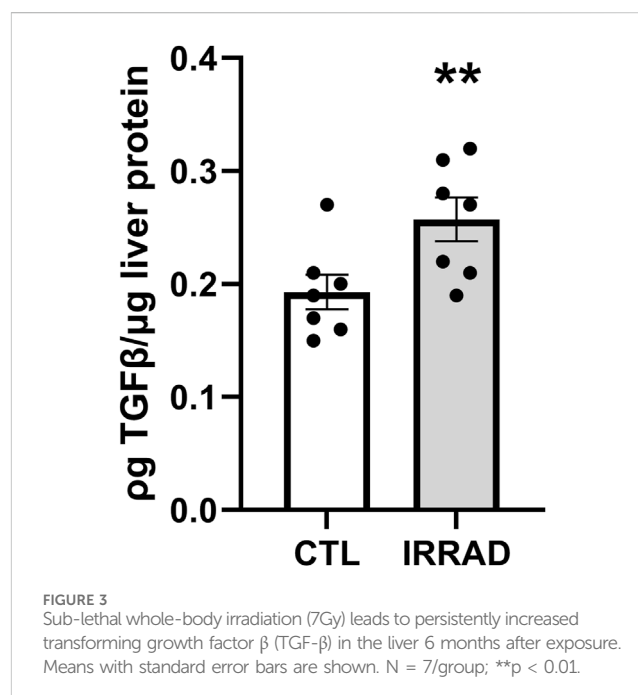 **
0.4
0.3
0.2
0.1
0.0
ρg TGFβ/μg liver protein
CTL IRRAD
FIGURE 3
Sub-lethal whole-body irradiation (7Gy) leads to persistently increased
transforming growth factor β (TGF-β) in the liver 6 months after exposure.
Means with standard error bars are shown. N = 7/group; **p < 0.01.